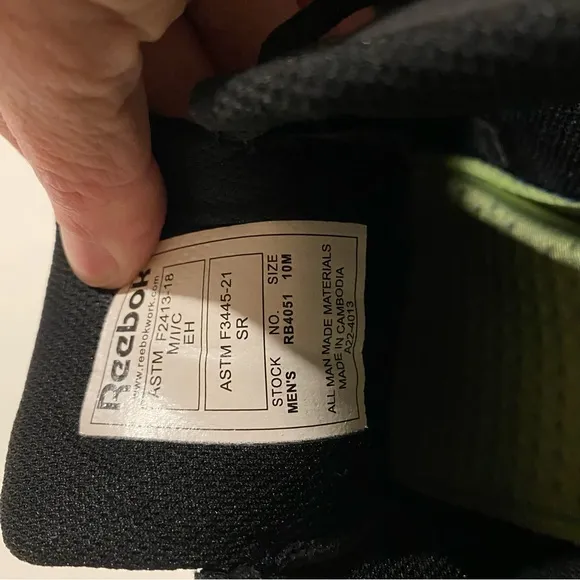 Reebok
www.reebokwork.com
ASTM F2413-18
M/I/C
EH
ASTM F3445-21
SR
STOCK NO. SIZE
MEN'S RB4051 10M
ALL MAN MADE MATERIALS
MADE IN CAMBODIA
A22-4013